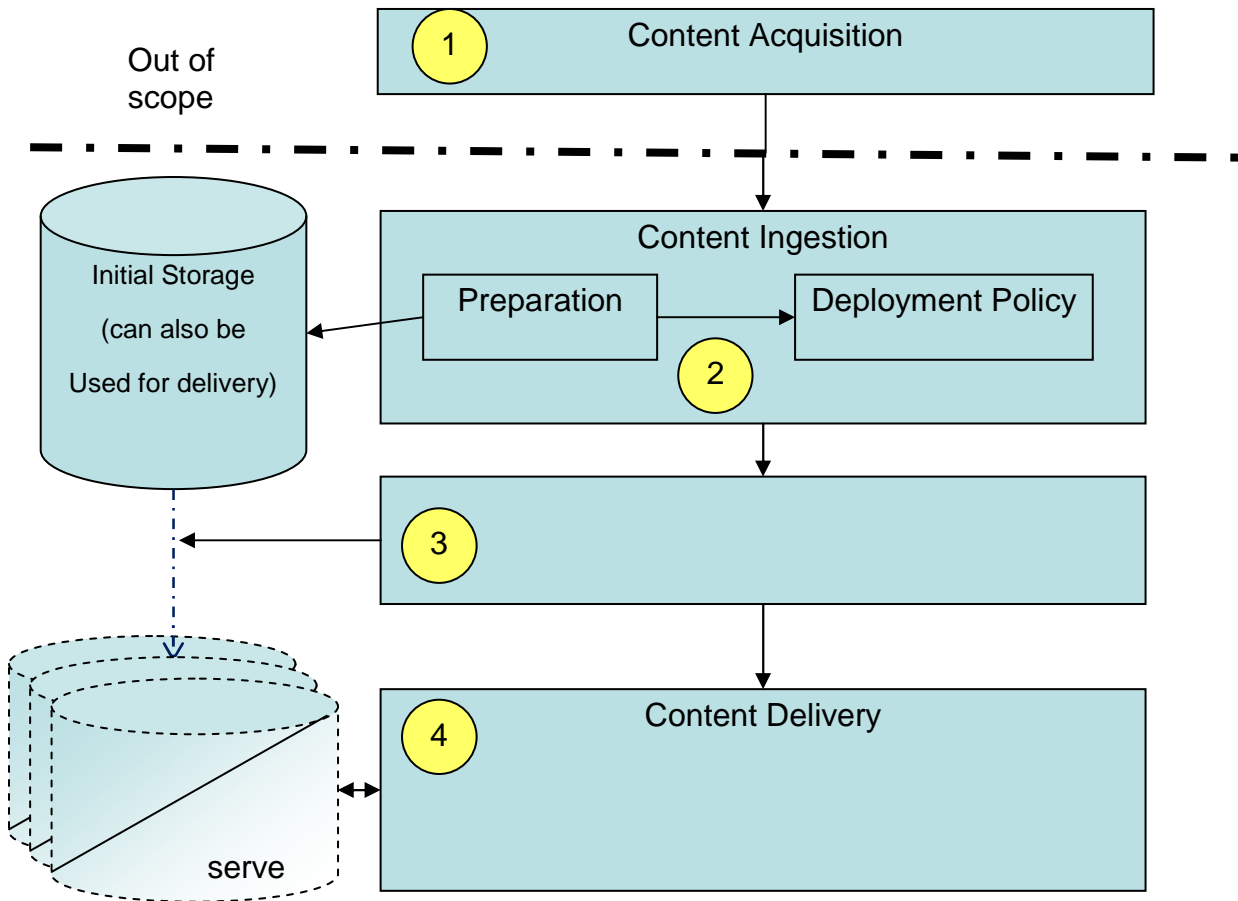 1
Content Acquisition
Out of
scope
Content Ingestion
Initial Storage
(can also be
Used for delivery)
Preparation
Deployment Policy
2
3
4
Content Delivery
serve